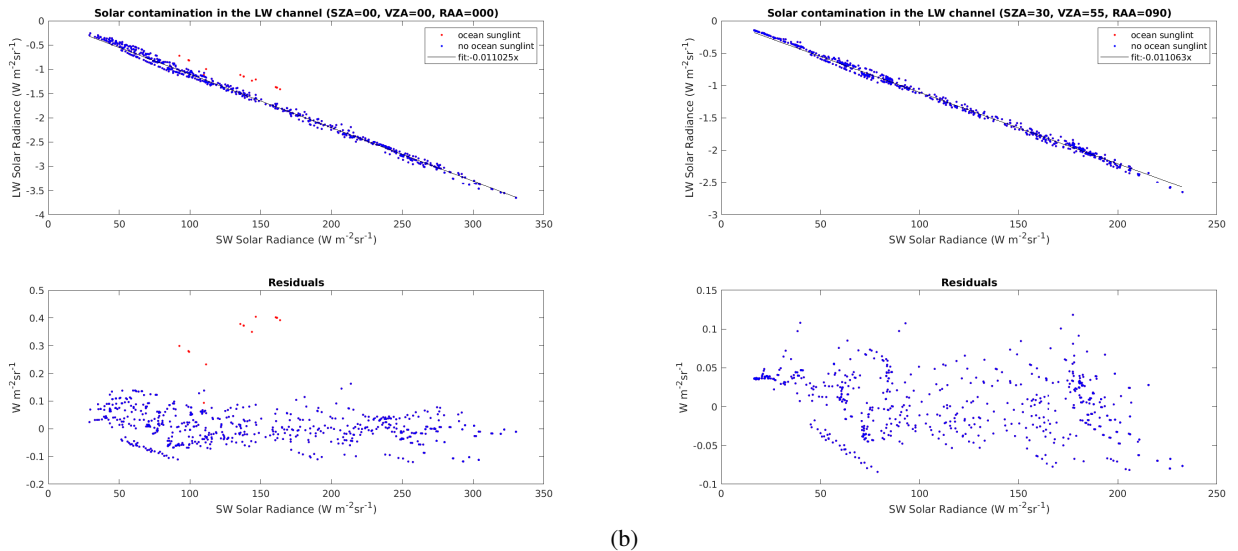 Solar contamination in the LW channel (SZA=00, VZA=00, RAA=000)
0
-0.5
-1
-1.5
-2
-2.5
-3
-3.5
-4
LW Solar Radiance (W m-2sr-1)
ocean sunglint
no ocean sunglint
fit:-0.011025x
0 50 100 150 200 250 300 350
SW Solar Radiance (W m-2sr-1)
Solar contamination in the LW channel (SZA=30, VZA=55, RAA=090)
0
-0.5
-1
-1.5
-2
-2.5
-3
LW Solar Radiance (W m-2sr-1)
ocean sunglint
no ocean sunglint
fit:-0.011063x
0 50 100 150 200 250
SW Solar Radiance (W m-2sr-1)
Residuals
0.5
0.4
0.3
0.2
0.1
0
-0.1
-0.2
W m-2sr-1
0 50 100 150 200 250 300 350
SW Solar Radiance (W m-2sr-1)
Residuals
0.15
0.1
0.05
0
-0.05
-0.1
W m-2sr-1
0 50 100 150 200 250
SW Solar Radiance (W m-2sr-1)
(b)